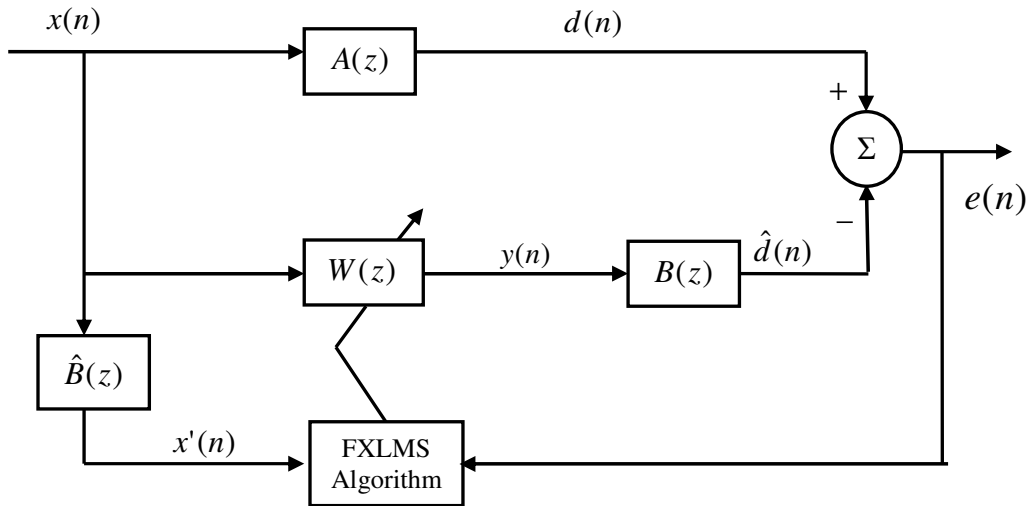 x(n)
d(n)
A(z)
+
Σ
e(n)
−
W(z)
y(n)
B(z)
d̂(n)
B̂(z)
x'(n)
FXLMS
Algorithm